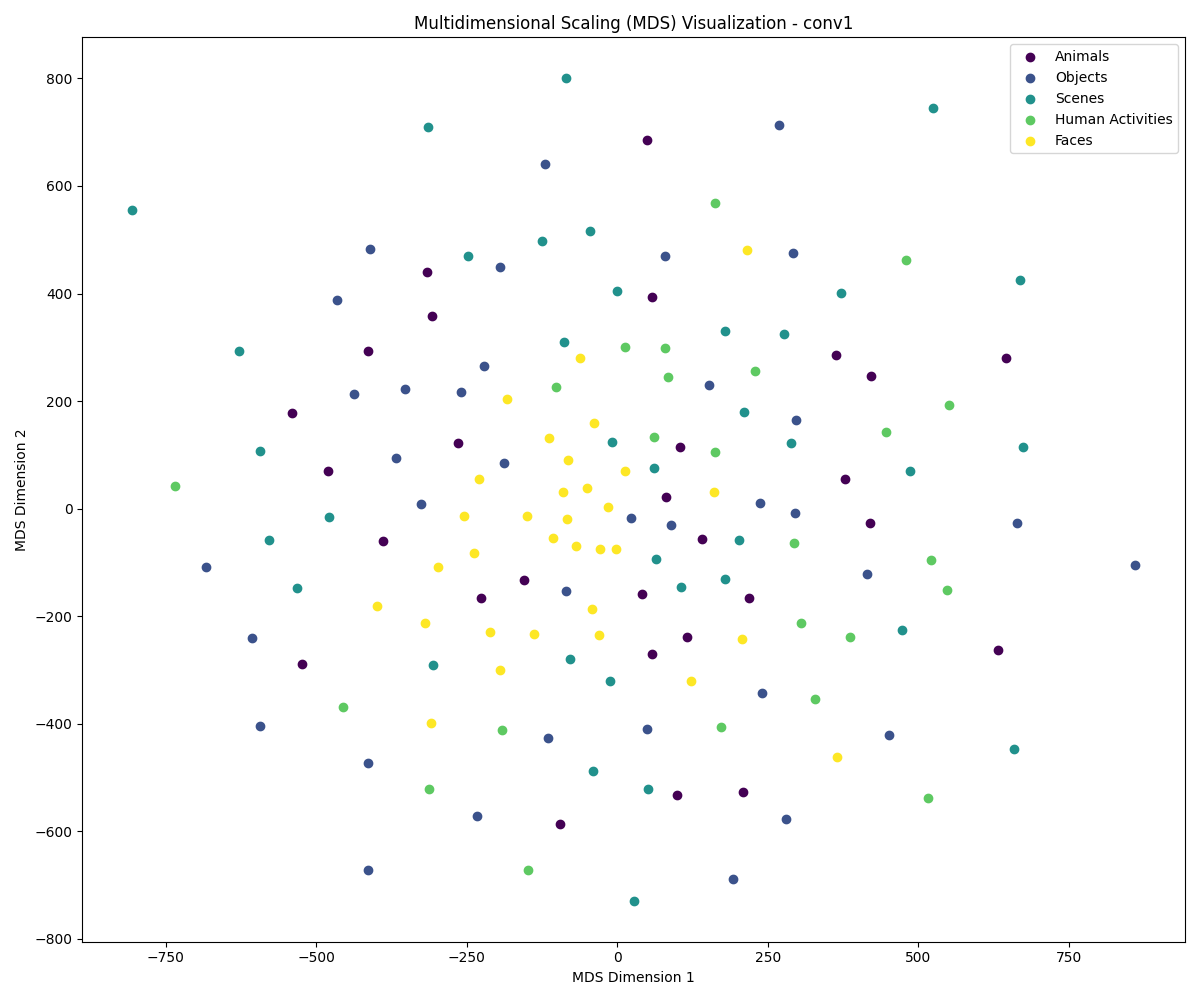 Multidimensional Scaling (MDS) Visualization - conv1
Animals
Objects
Scenes
Human Activities
Faces
800
600
400
200
0
−200
−400
−600
−800
MDS Dimension 2
−750
−500
−250
0
250
500
750
MDS Dimension 1